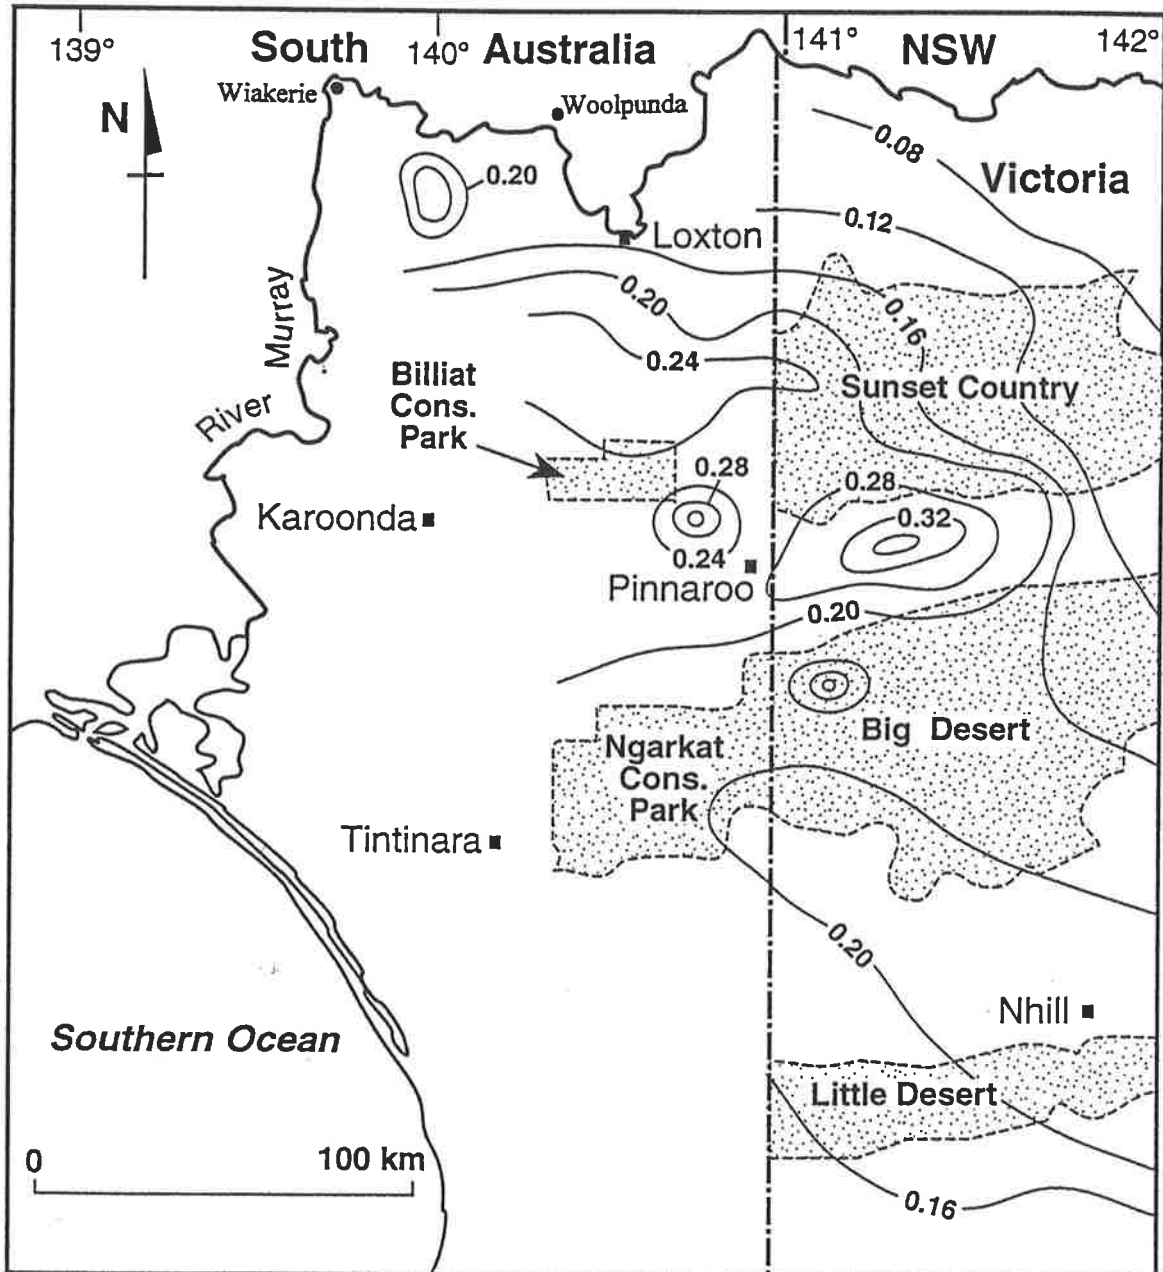 139°
South
140°
Australia
141°
NSW
142°
Wiakerie
Woolpunda
N
0.08
Victoria
0.20
0.12
Loxton
Murray
River
0.20
0.16
0.24
Billiat
Cons.
Park
Sunset Country
0.28
0.28
Karoonda
0.32
0.24
Pinnaroo
0.20
Big Desert
Ngarkat
Cons.
Park
Tintinara
0.20
Nhill
Southern Ocean
Little Desert
0
100 km
0.16